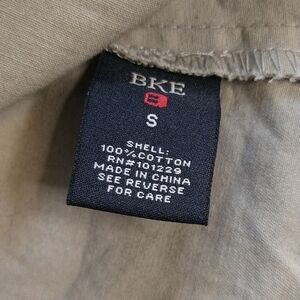 BKE
S
SHELL:
100%COTTON
RN#101229
MADE IN CHINA
SEE REVERSE
FOR CARE